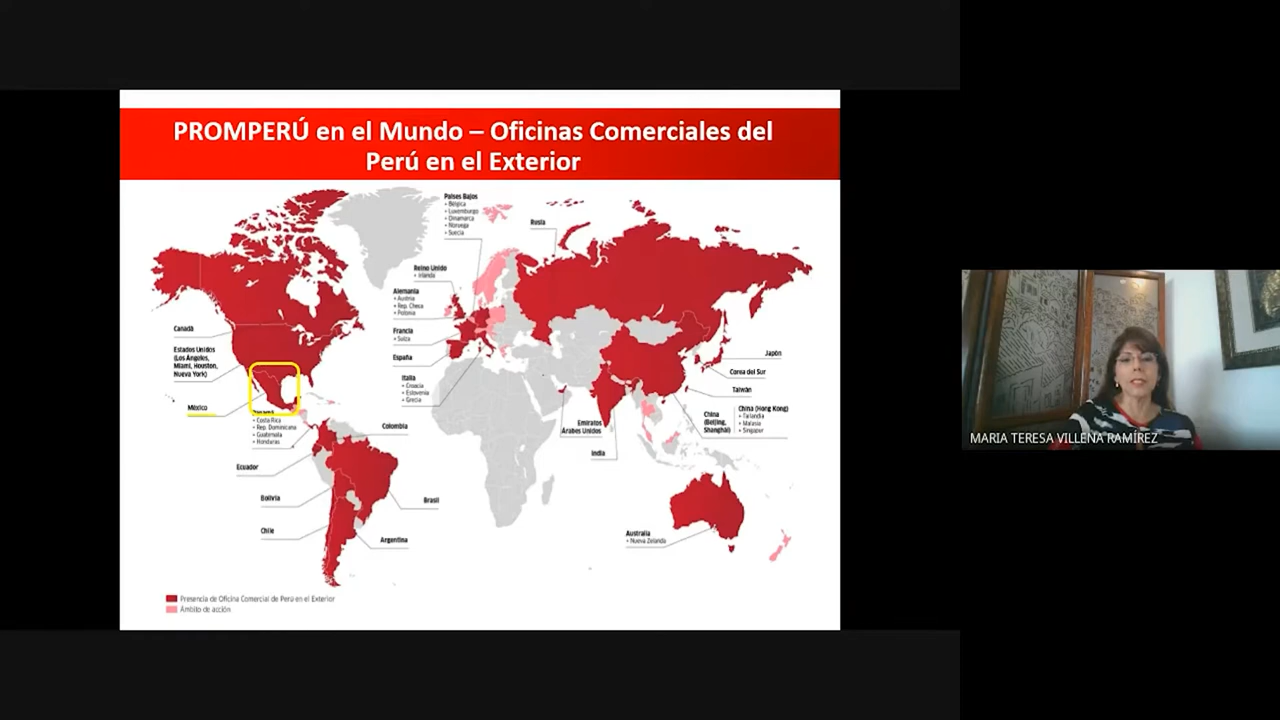 PROMPERÚ en el Mundo – Oficinas Comerciales del
Perú en el Exterior
Países Bajos
• Bélgica
• Luxemburgo
• Dinamarca
• Noruega
• Suecia
Rusia
Reino Unido
• Irlanda
Alemania
• Austria
• Rep. Checa
• Polonia
Francia
• Suiza
España
Italia
• Croacia
• Eslovenia
• Grecia
Canadá
Estados Unidos
(Los Angeles,
Miami, Houston,
Nueva York)
México
• Costa Rica
• Rep. Dominicana
• Guatemala
• Honduras
Colombia
Ecuador
Bolivia
Brasil
Chile
Argentina
Japón
Corea del Sur
Taiwán
China
(Beijing,
Shanghái)
China (Hong Kong)
• Tailandia
• Malasia
• Singapur
Emiratos
Árabes Unidos
India
Australia
• Nueva Zelanda
Presencia de Oficina Comercial de Perú en el Exterior
Ámbito de acción
MARIA TERESA VILLENA RAMÍREZ